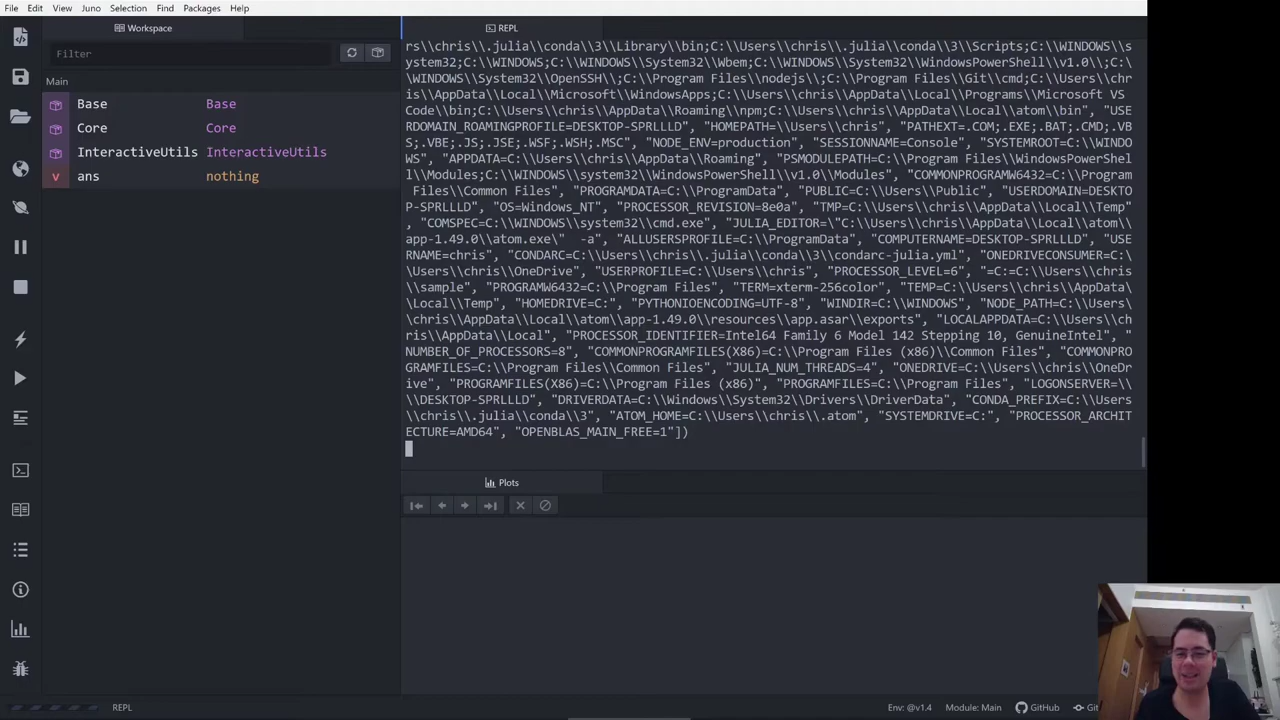 File Edit View Juno Selection Find Packages Help
Workspace
REPL
Filter
Main
Base Base
Core Core
InteractiveUtils InteractiveUtils
v ans nothing
rs\\chris\\.julia\\conda\\3\\Library\\bin;C:\\Users\\chris\\.julia\\conda\\3\\Scripts;C:\\WINDOWS\\s
ystem32;C:\\WINDOWS;C:\\WINDOWS\\System32\\Wbem;C:\\WINDOWS\\System32\\WindowsPowerShell\\v1.0\\;C:
\\WINDOWS\\System32\\OpenSSH\\;C:\\Program Files\\nodejs\\;C:\\Program Files\\Git\\cmd;C:\\Users\\chr
is\\AppData\\Local\\Microsoft\\WindowsApps;C:\\Users\\chris\\AppData\\Local\\Programs\\Microsoft VS
Code\\bin;C:\\Users\\chris\\AppData\\Roaming\\npm;C:\\Users\\chris\\AppData\\Local\\atom\\bin", "USE
RDOMAIN_ROAMINGPROFILE=DESKTOP-SPRLLLD", "HOMEPATH=\\Users\\chris", "PATHEXT=.COM;.EXE;.BAT;.CMD;.VB
S;.VBE;.JS;.JSE;.WSF;.WSH;.MSC", "NODE_ENV=production", "SESSIONNAME=Console", "SYSTEMROOT=C:\\WINDO
WS", "APPDATA=C:\\Users\\chris\\AppData\\Roaming", "PSMODULEPATH=C:\\Program Files\\WindowsPowerShel
l\\Modules;C:\\WINDOWS\\system32\\WindowsPowerShell\\v1.0\\Modules", "COMMONPROGRAMW6432=C:\\Program
Files\\Common Files", "PROGRAMDATA=C:\\ProgramData", "PUBLIC=C:\\Users\\Public", "USERDOMAIN=DESKTO
P-SPRLLLD", "OS=Windows_NT", "PROCESSOR_REVISION=8e0a", "TMP=C:\\Users\\chris\\AppData\\Local\\Temp"
, "COMSPEC=C:\\WINDOWS\\system32\\cmd.exe", "JULIA_EDITOR=\"C:\\Users\\chris\\AppData\\Local\\atom\\
app-1.49.0\\atom.exe\"  -a", "ALLUSERSPROFILE=C:\\ProgramData", "COMPUTERNAME=DESKTOP-SPRLLLD", "USE
RNAME=chris", "CONDARC=C:\\Users\\chris\\.julia\\conda\\3\\condarc-julia.yml", "ONEDRIVECONSUMER=C:\
\Users\\chris\\OneDrive", "USERPROFILE=C:\\Users\\chris", "PROCESSOR_LEVEL=6", "=C:=C:\\Users\\chris
\\sample", "PROGRAMW6432=C:\\Program Files", "TERM=xterm-256color", "TEMP=C:\\Users\\chris\\AppData
\\Local\\Temp", "HOMEDRIVE=C:", "PYTHONIOENCODING=UTF-8", "WINDIR=C:\\WINDOWS", "NODE_PATH=C:\\Users
\\chris\\AppData\\Local\\atom\\app-1.49.0\\resources\\app.asar\\exports", "LOCALAPPDATA=C:\\Users\\ch
ris\\AppData\\Local", "PROCESSOR_IDENTIFIER=Intel64 Family 6 Model 142 Stepping 10, GenuineIntel", "
NUMBER_OF_PROCESSORS=8", "COMMONPROGRAMFILES(X86)=C:\\Program Files (x86)\\Common Files", "COMMONPRO
GRAMFILES=C:\\Program Files\\Common Files", "JULIA_NUM_THREADS=4", "ONEDRIVE=C:\\Users\\chris\\OneDr
ive", "PROGRAMFILES(X86)=C:\\Program Files (x86)", "PROGRAMFILES=C:\\Program Files", "LOGONSERVER=\\
\\DESKTOP-SPRLLLD", "DRIVERDATA=C:\\Windows\\System32\\Drivers\\DriverData", "CONDA_PREFIX=C:\\Users
\\chris\\.julia\\conda\\3", "ATOM_HOME=C:\\Users\\chris\\.atom", "SYSTEMDRIVE=C:", "PROCESSOR_ARCHIT
ECTURE=AMD64", "OPENBLAS_MAIN_FREE=1"])
Plots
REPL
Env: @v1.4 Module: Main GitHub Git